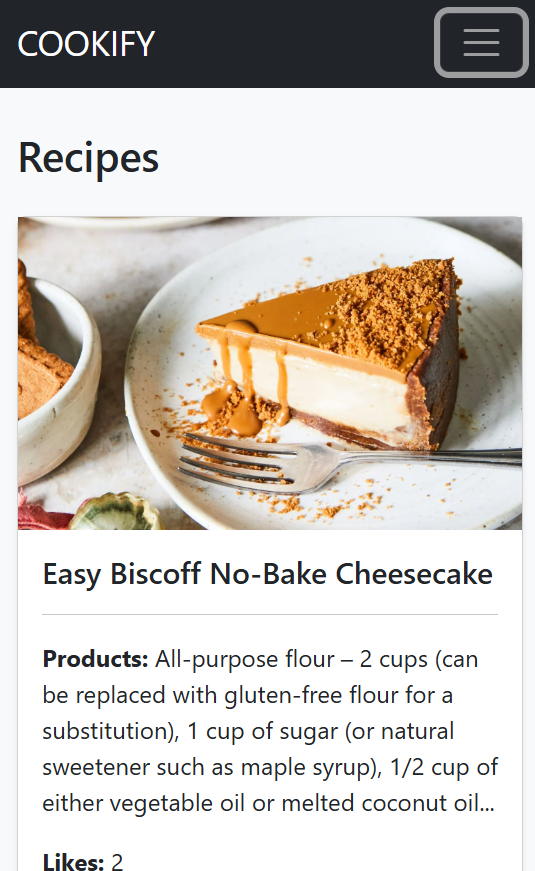 COOKIFY
Recipes
Easy Biscoff No-Bake Cheesecake
Products: All-purpose flour – 2 cups (can
be replaced with gluten-free flour for a
substitution), 1 cup of sugar (or natural
sweetener such as maple syrup), 1/2 cup of
either vegetable oil or melted coconut oil...
Likes: 2